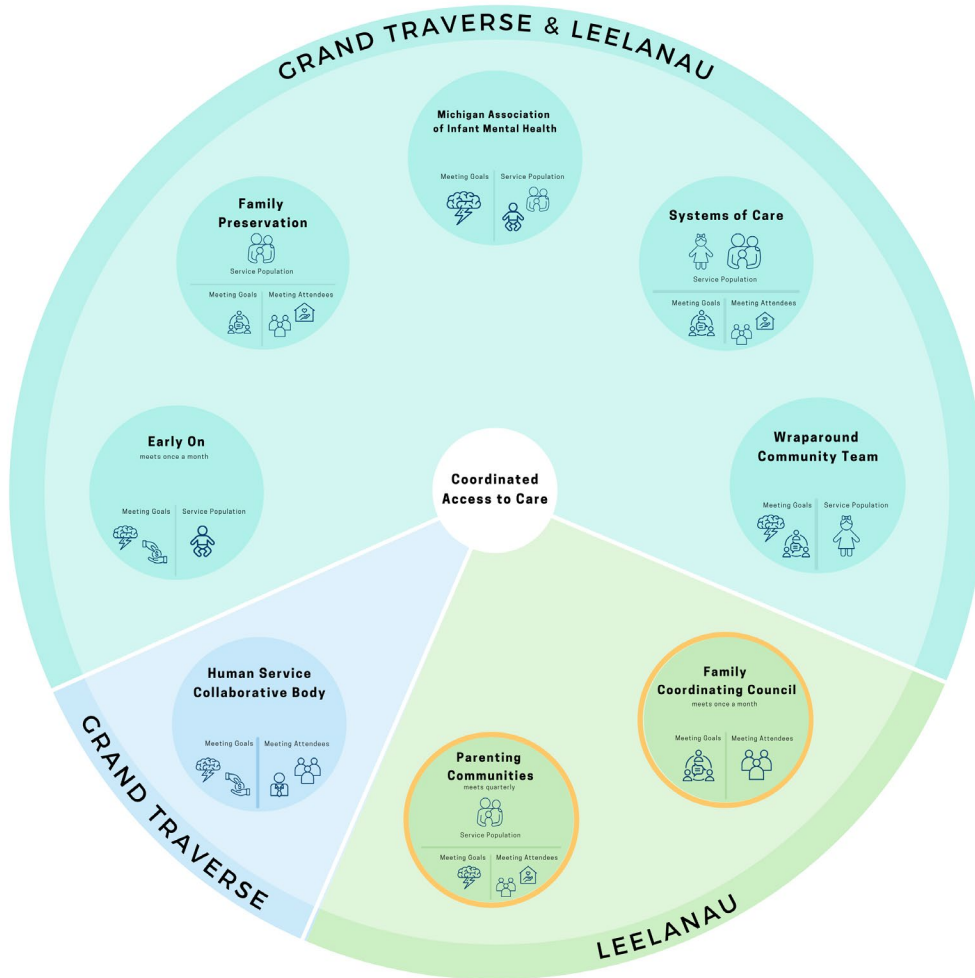 GRAND TRAVERSE & LEELANAU
Michigan Association
of Infant Mental Health
Meeting Goals
Service Population
Family
Preservation
Service Population
Meeting Goals
Meeting Attendees
Systems of Care
Service Population
Meeting Goals
Meeting Attendees
Early On
meets once a month
Meeting Goals
Service Population
Coordinated
Access to Care
Wraparound
Community Team
Meeting Goals
Service Population
Human Service
Collaborative Body
Meeting Goals
Meeting Attendees
Family
Coordinating Council
meets once a month
Meeting Goals
Meeting Attendees
Parenting
Communities
meets quarterly
Service Population
Meeting Goals
Meeting Attendees
GRAND TRAVERSE
LEELANAU